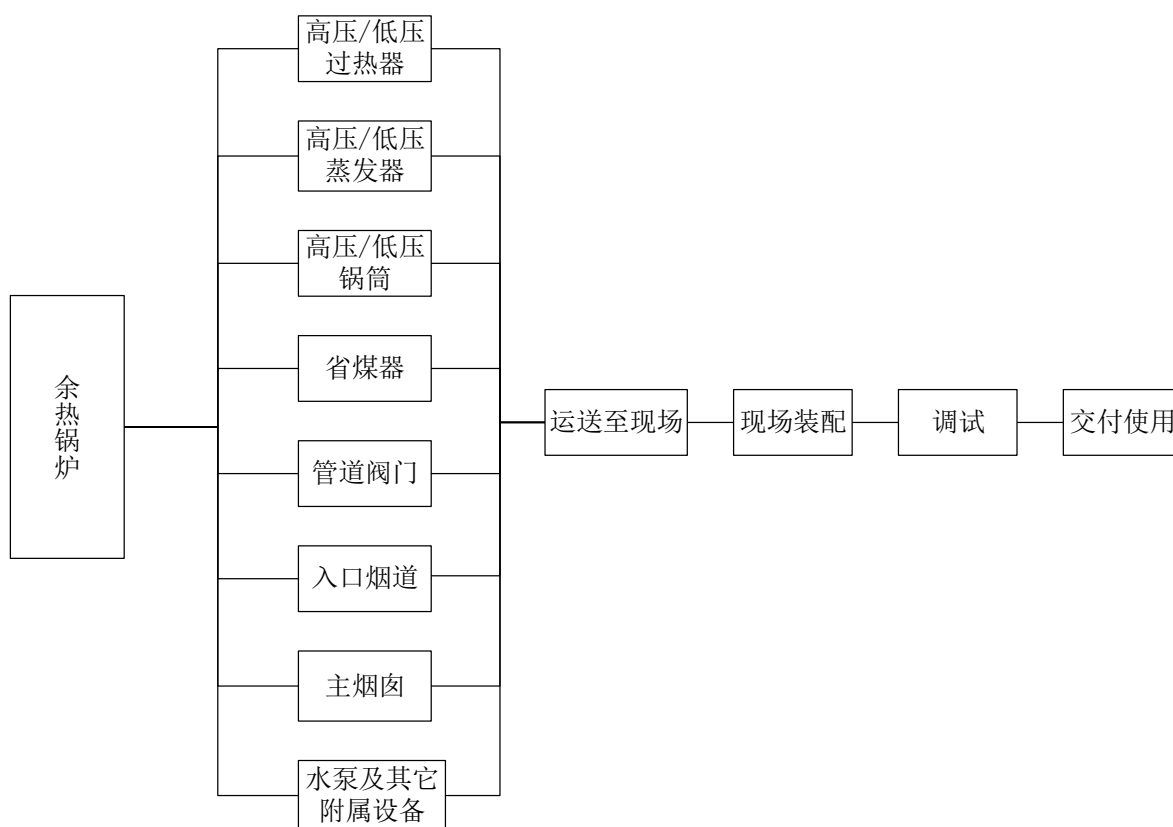 高压/低压
过热器
高压/低压
蒸发器
高压/低压
锅筒
余热锅炉
省煤器
管道阀门
入口烟道
主烟囱
水泵及其它
附属设备
运送至现场
现场装配
调试
交付使用